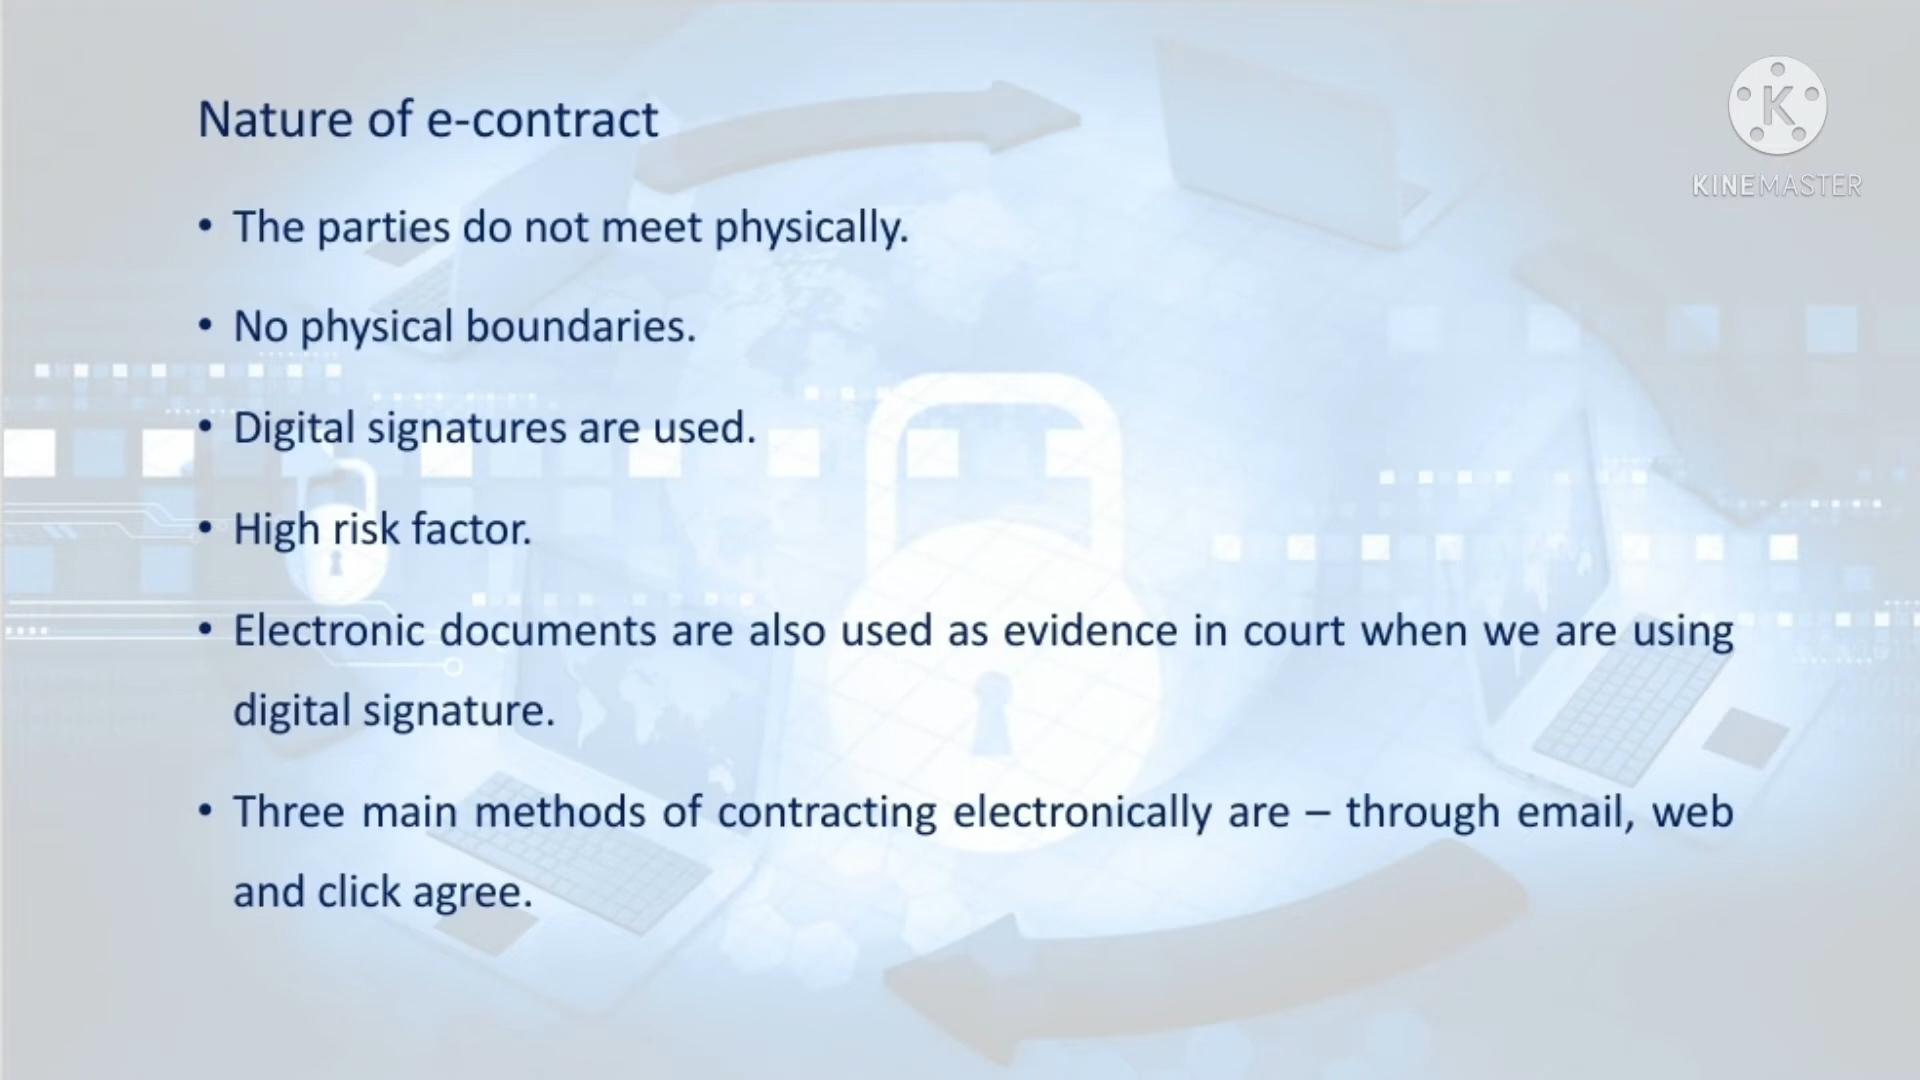 Nature of e-contract
KINEMASTER
• The parties do not meet physically.
• No physical boundaries.
• Digital signatures are used.
• High risk factor.
• Electronic documents are also used as evidence in court when we are using
digital signature.
• Three main methods of contracting electronically are – through email, web
and click agree.